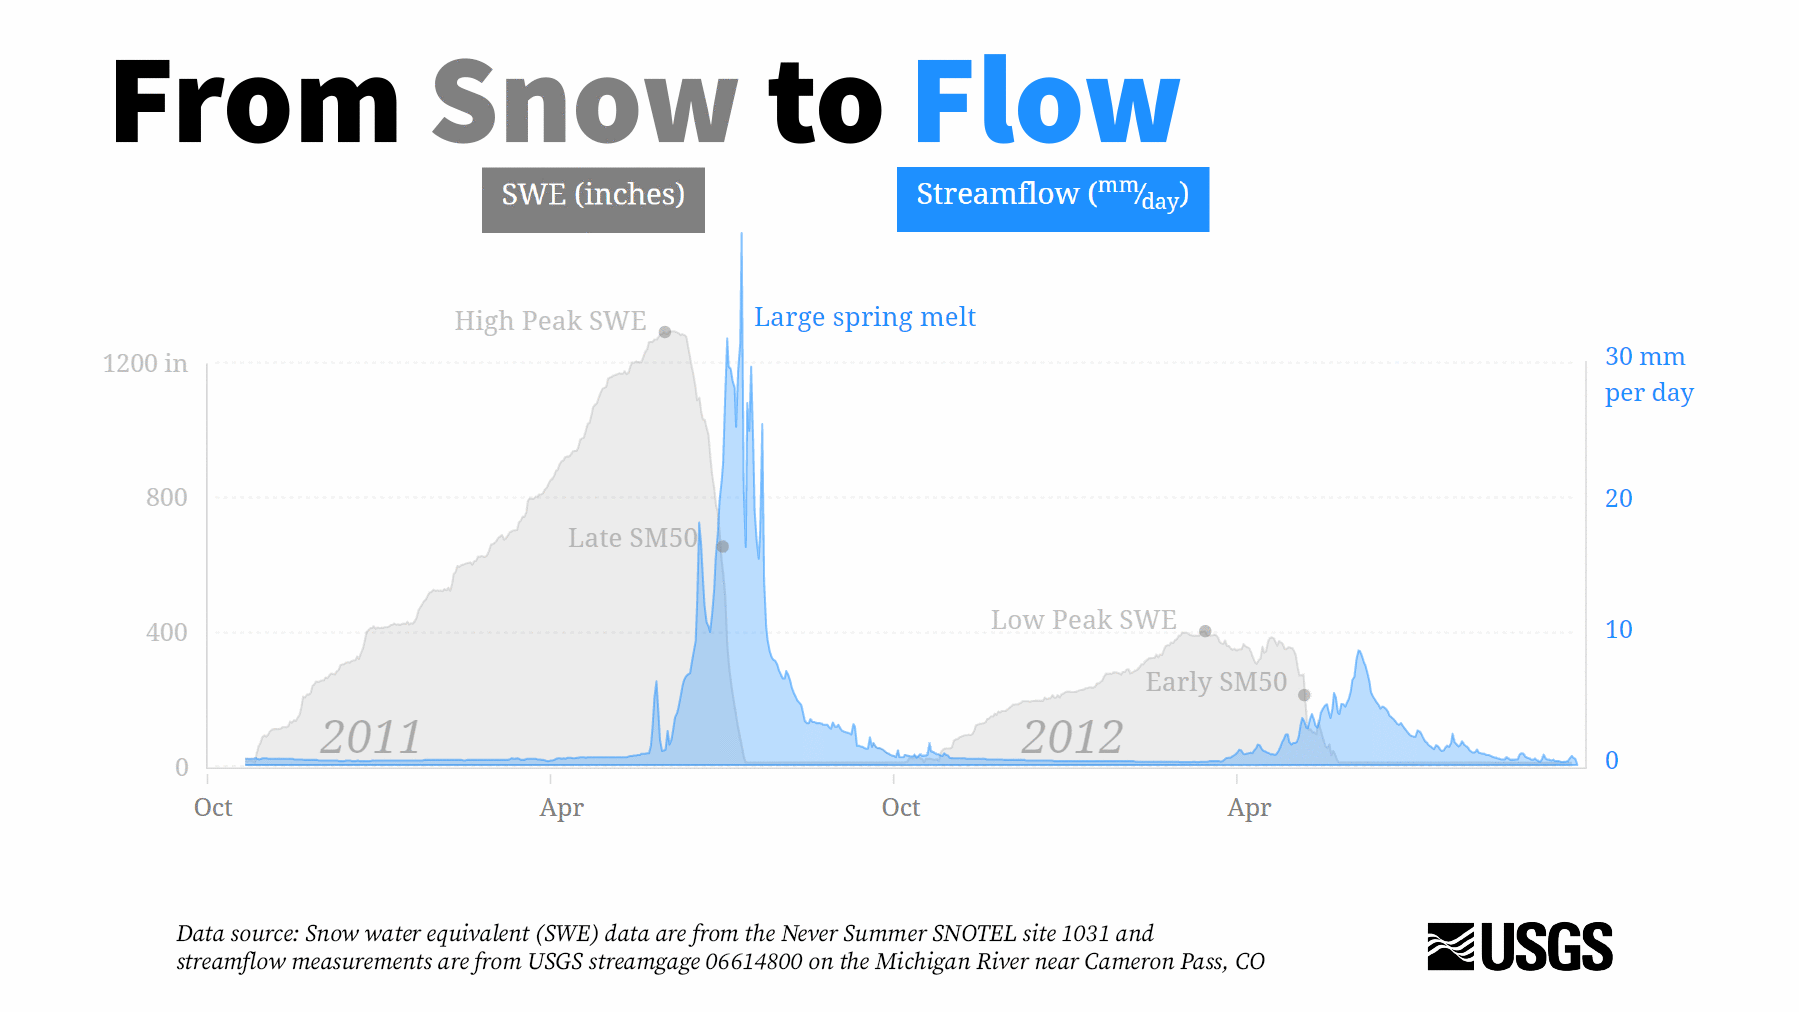 From Snow to Flow
SWE (inches)
Streamflow (mm/day)
High Peak SWE
Large spring melt
1200 in
30 mm
per day
800
20
Late SM50
400
Low Peak SWE
10
Early SM50
2011
2012
0
0
Oct
Apr
Oct
Apr
Data source: Snow water equivalent (SWE) data are from the Never Summer SNOTEL site 1031 and
streamflow measurements are from USGS streamgage 06614800 on the Michigan River near Cameron Pass, CO
USGS